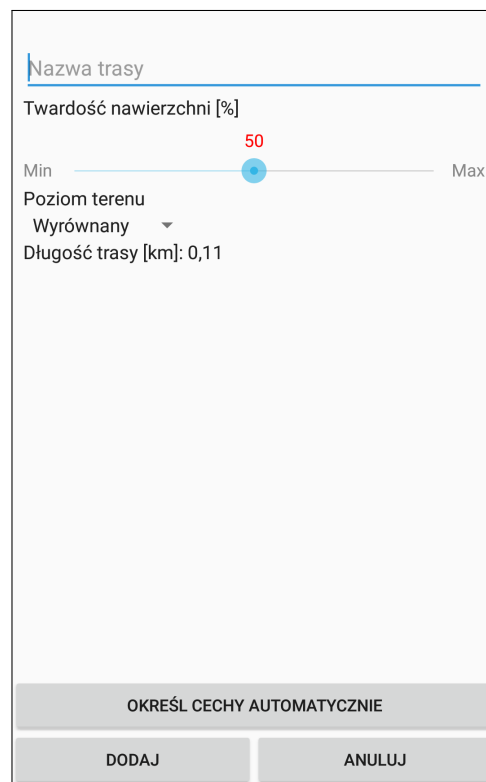 Nazwa trasy
Twardość nawierzchni [%]
50
Min Max
Poziom terenu
Wyrównany
Długość trasy [km]: 0,11
OKREŚL CECHY AUTOMATYCZNIE
DODAJ ANULUJ